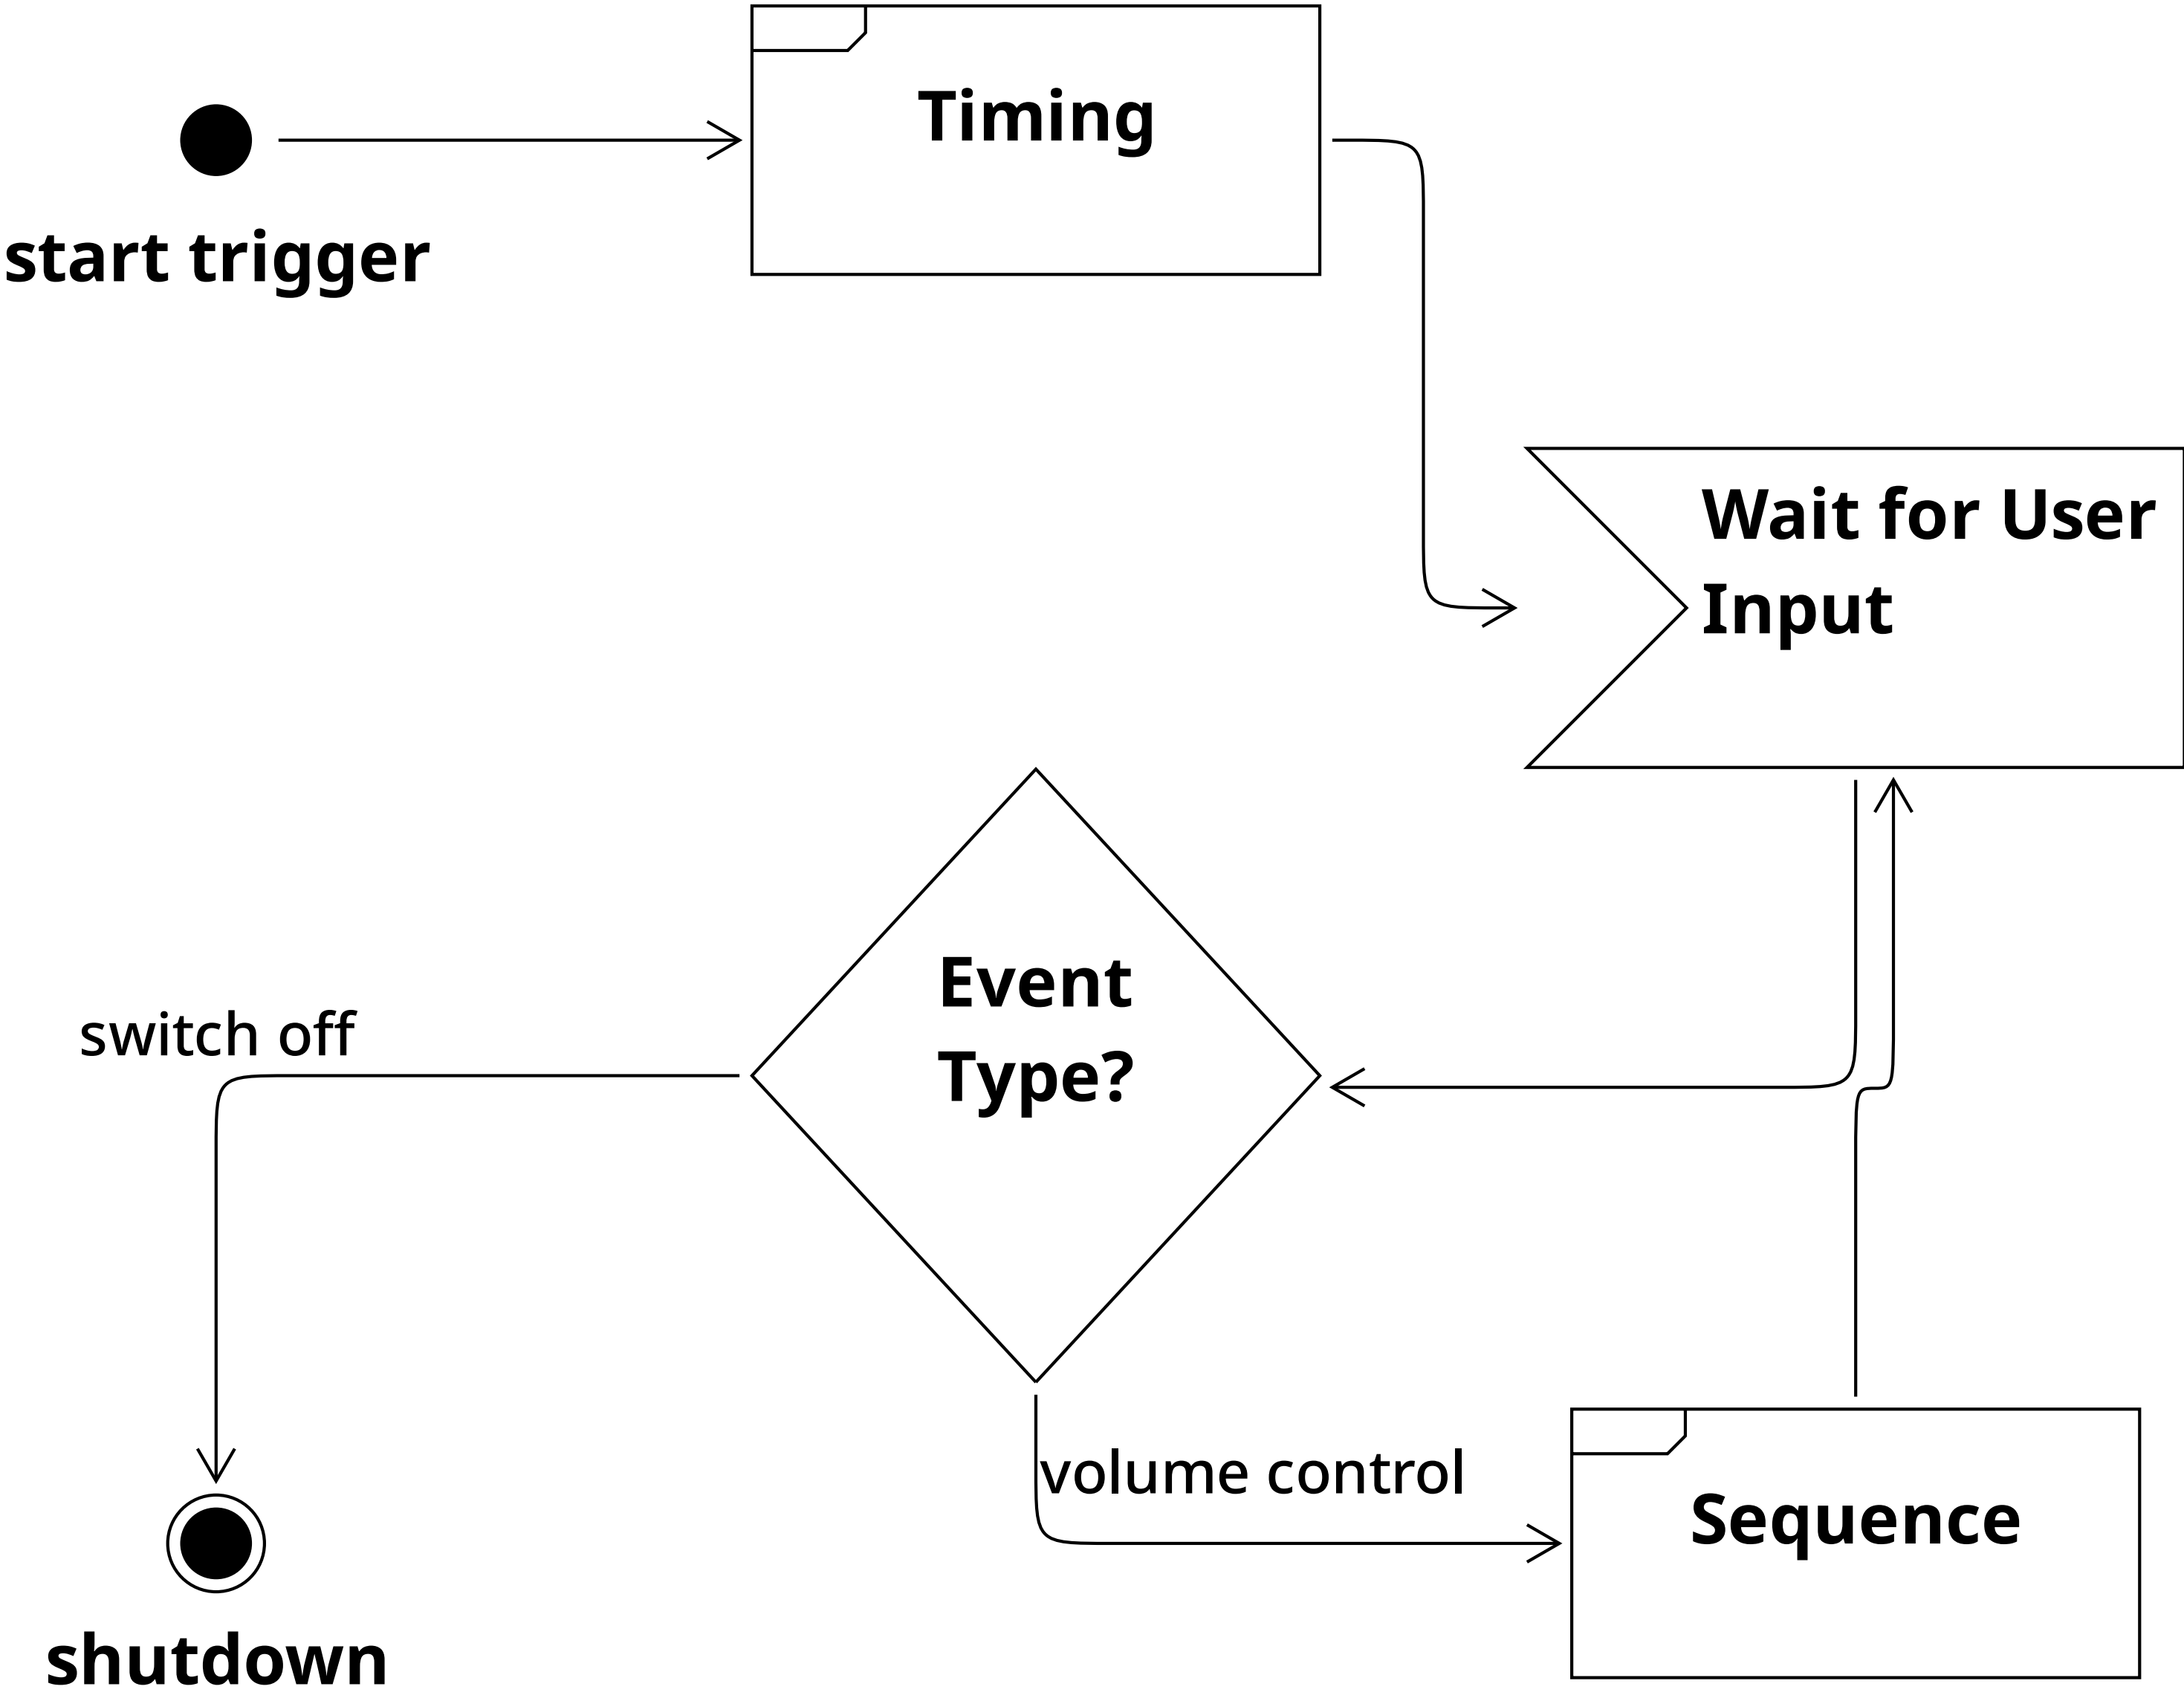 Timing
start trigger
Wait for User
Input
Event
Type?
switch off
volume control
Sequence
shutdown